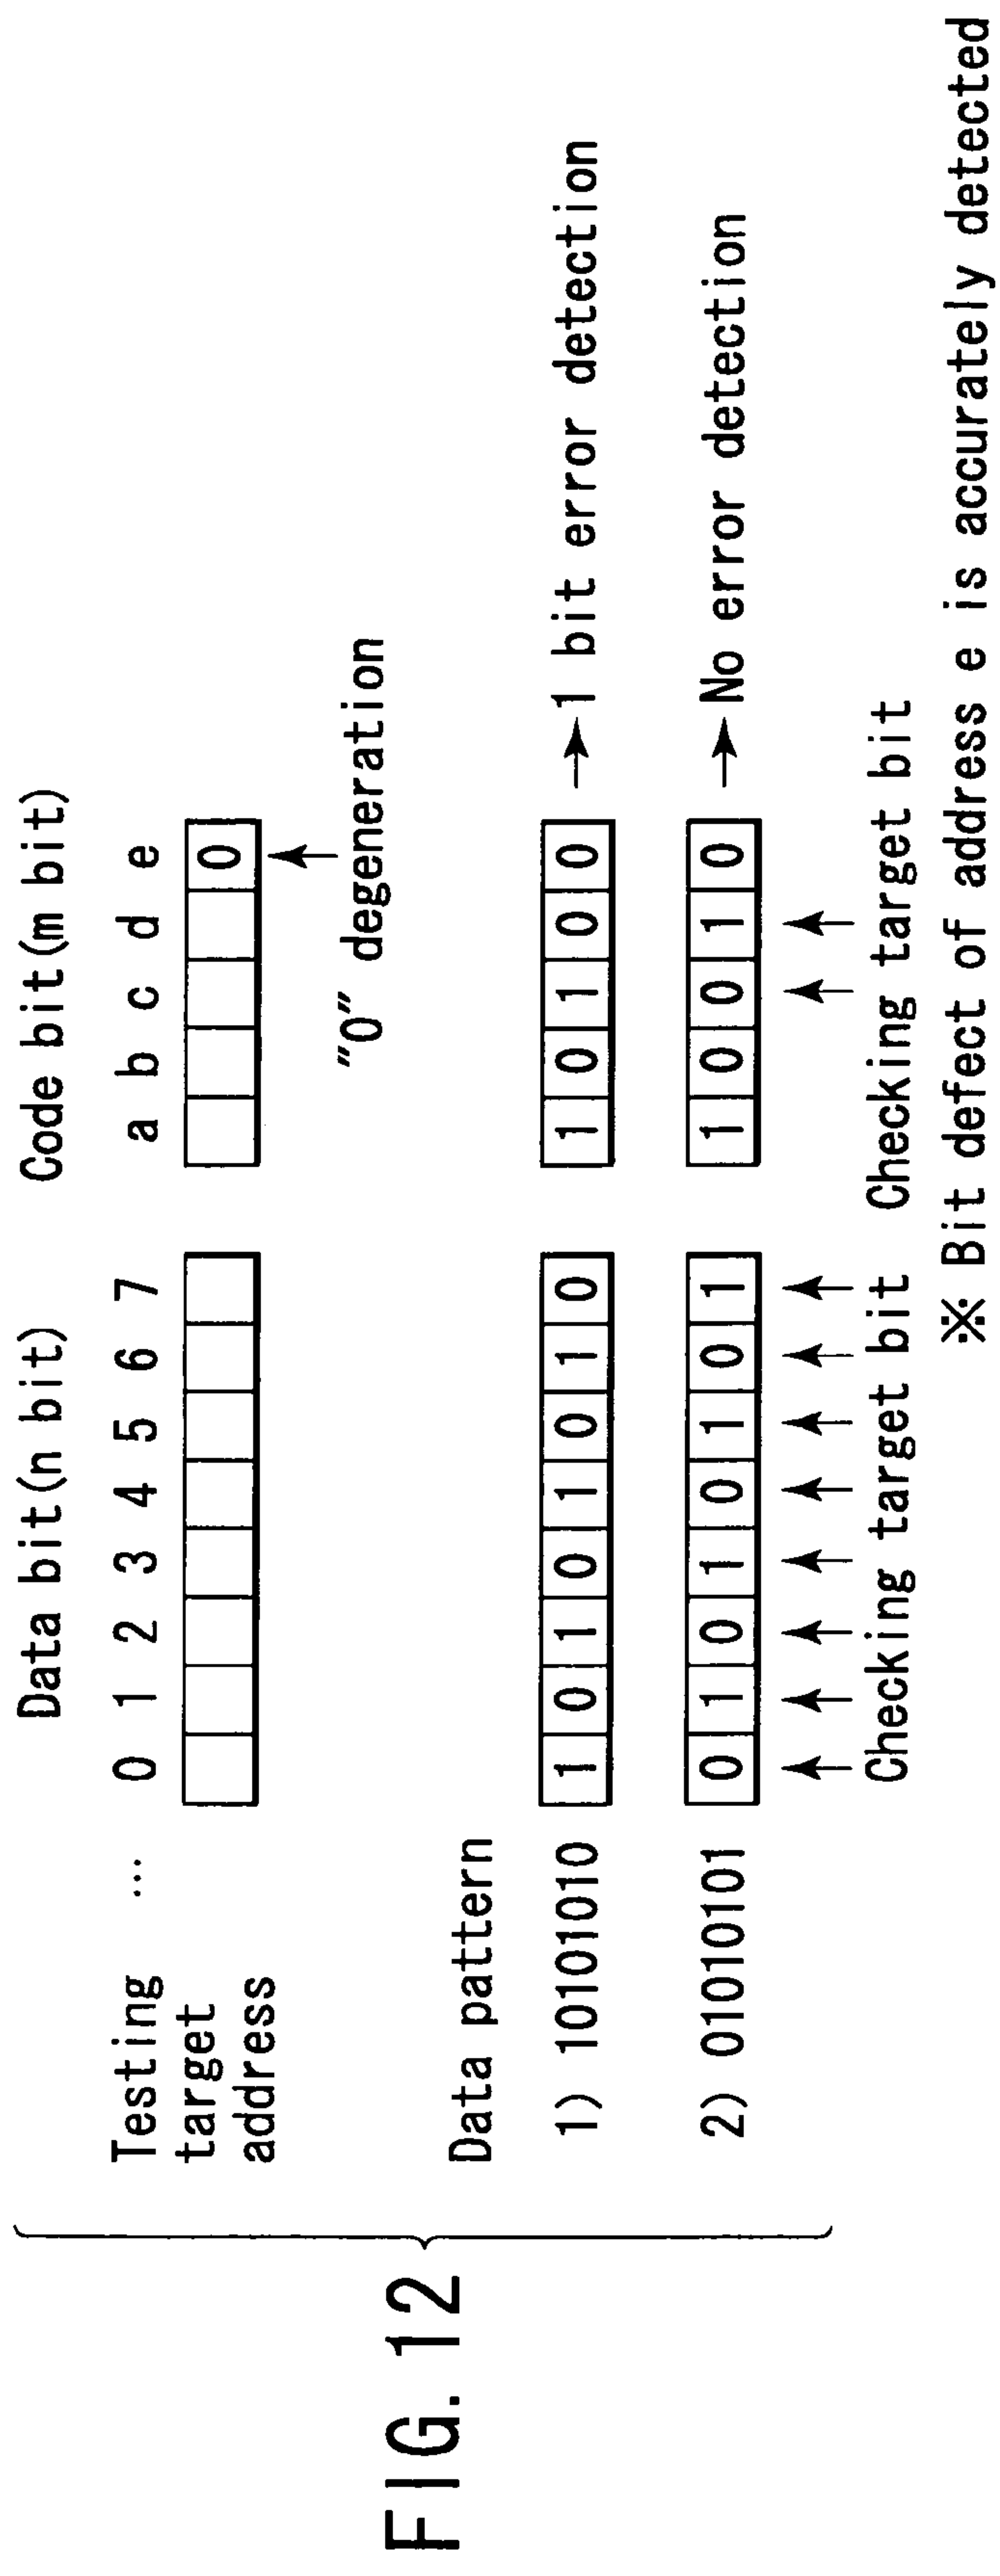 FIG. 12
Data bit(n bit) Code bit(m bit)
Testing ... 0 1 2 3 4 5 6 7 a b c d e
target 0
address
"0" degeneration
Data pattern
1) 10101010 1 0 1 0 1 0 1 0 1 0 1 0 0 1 bit error detection
2) 01010101 0 1 0 1 0 1 0 1 1 0 0 1 0 No error detection
Checking target bit Checking target bit
※ Bit defect of address e is accurately detected